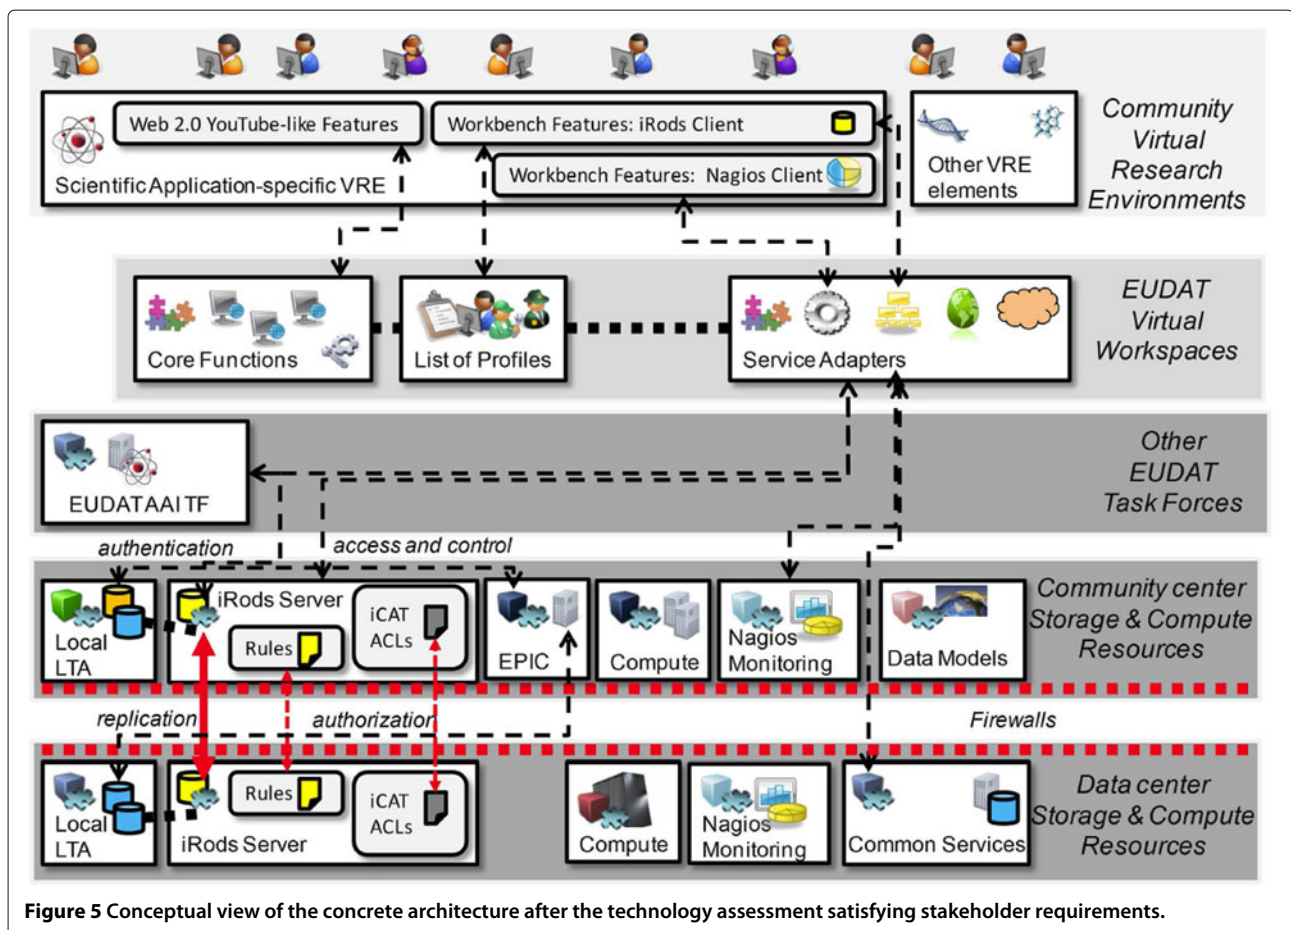 Web 2.0 YouTube-like Features
Workbench Features: iRods Client
Workbench Features: Nagios Client
Scientific Application-specific VRE
Other VRE
elements
Community
Virtual
Research
Environments
Core Functions
List of Profiles
Service Adapters
EUDAT
Virtual
Workspaces
EUDAT AAI TF
Other
EUDAT
Task Forces
authentication
access and control
Local
LTA
iRods Server
Rules
iCAT
ACLs
EPIC
Compute
Nagios
Monitoring
Data Models
Community center
Storage & Compute
Resources
replication
authorization
Firewalls
Local
LTA
iRods Server
Rules
iCAT
ACLs
Compute
Nagios
Monitoring
Common Services
Data center
Storage & Compute
Resources
Figure 5 Conceptual view of the concrete architecture after the technology assessment satisfying stakeholder requirements.